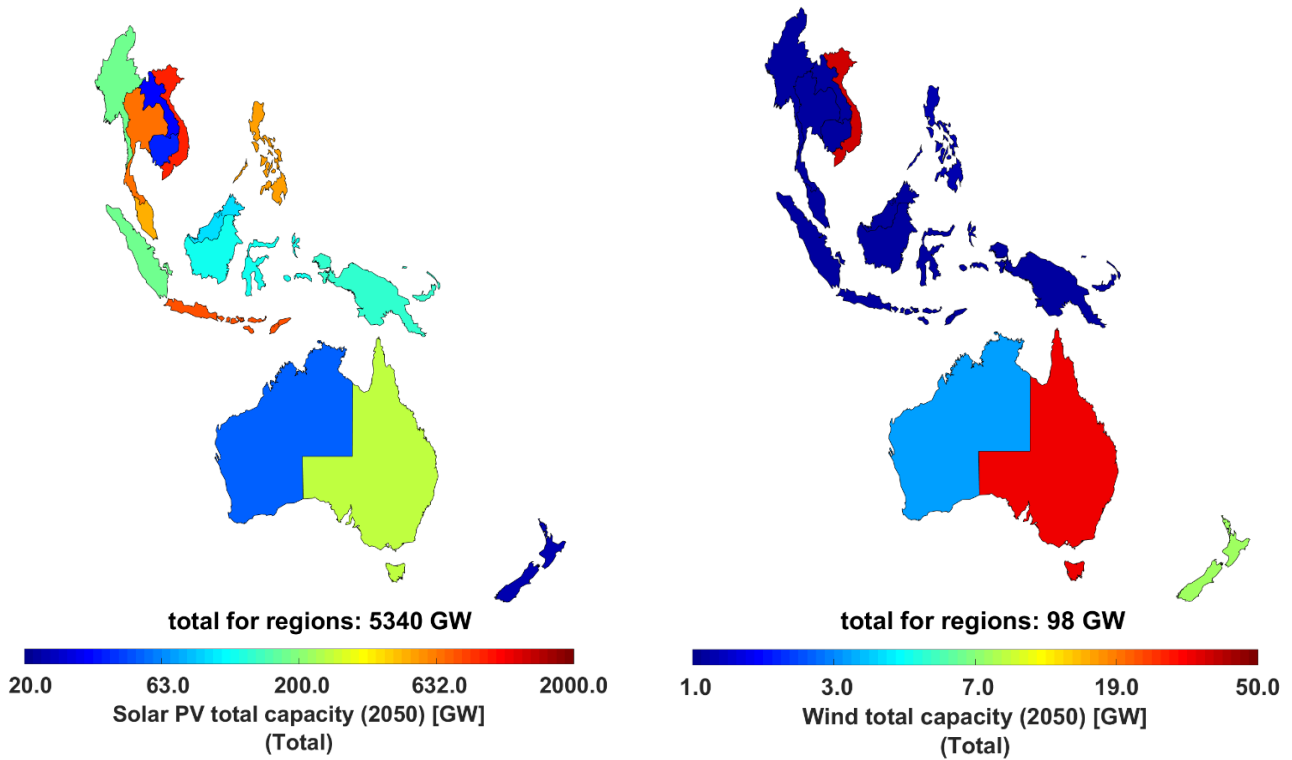 total for regions: 5340 GW
20.0 63.0 200.0 632.0 2000.0
Solar PV total capacity (2050) [GW]
(Total)
total for regions: 98 GW
1.0 3.0 7.0 19.0 50.0
Wind total capacity (2050) [GW]
(Total)